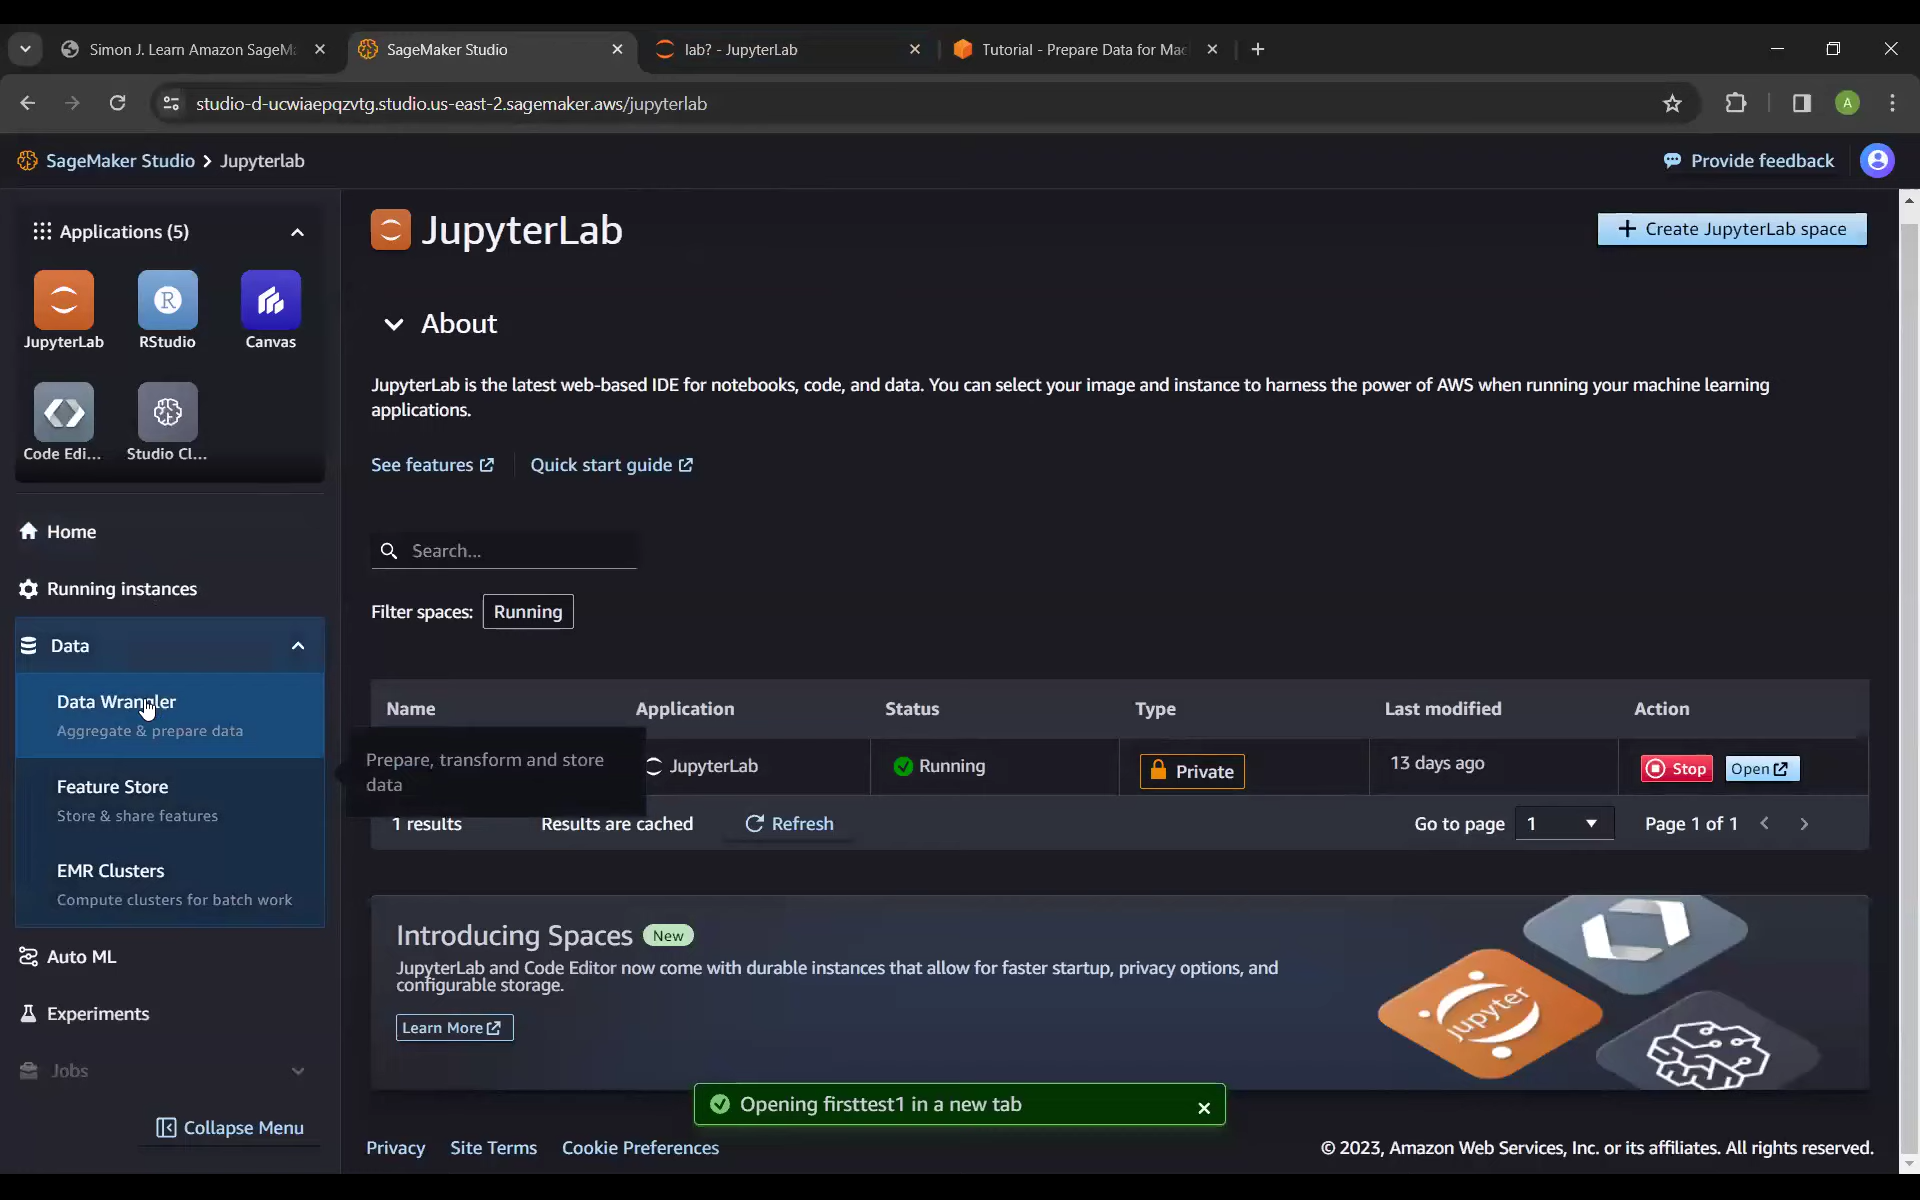 Simon J. Learn Amazon SageMa
SageMaker Studio
lab? - JupyterLab
Tutorial - Prepare Data for Mac
studio-d-ucwiaepqzvtg.studio.us-east-2.sagemaker.aws/jupyterlab
A
SageMaker Studio > Jupyterlab
Provide feedback
Applications (5)
JupyterLab
R
RStudio
Canvas
Code Edi...
Studio Cl...
Home
Running instances
Data
Data Wrangler
Aggregate & prepare data
Feature Store
Store & share features
EMR Clusters
Compute clusters for batch work
Auto ML
Experiments
Jobs
Collapse Menu
JupyterLab
+ Create JupyterLab space
About
JupyterLab is the latest web-based IDE for notebooks, code, and data. You can select your image and instance to harness the power of AWS when running your machine learning
applications.
See features
Quick start guide
Search...
Filter spaces: Running
Name Application Status Type Last modified Action
Prepare, transform and store
data
JupyterLab Running Private 13 days ago Stop Open
1 results Results are cached Refresh Go to page 1 Page 1 of 1
Introducing Spaces New
JupyterLab and Code Editor now come with durable instances that allow for faster startup, privacy options, and
configurable storage.
Learn More
jupyter
Opening firsttest1 in a new tab
Privacy Site Terms Cookie Preferences
© 2023, Amazon Web Services, Inc. or its affiliates. All rights reserved.